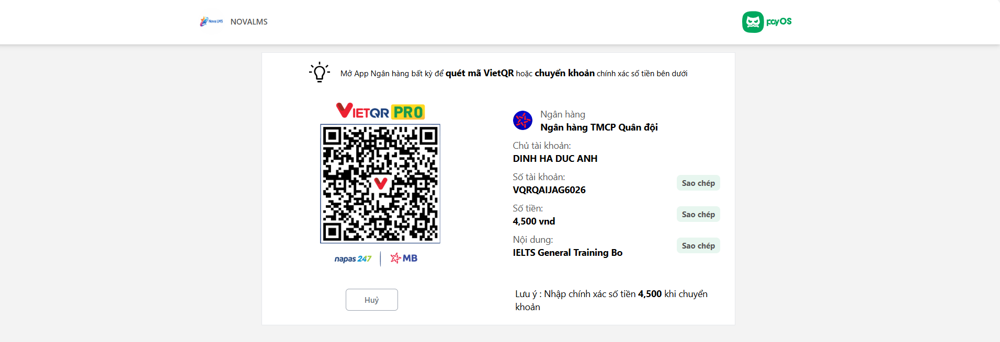 Nova LMS
NOVALMS
payOS
Mở App Ngân hàng bất kỳ để quét mã VietQR hoặc chuyển khoản chính xác số tiền bên dưới
VIETQR PRO
napas 247
MB
Huỷ
Ngân hàng
Ngân hàng TMCP Quân đội
Chủ tài khoản:
DINH HA DUC ANH
Số tài khoản:
VQRQAIJAG6026
Sao chép
Số tiền:
4,500 vnd
Sao chép
Nội dung:
IELTS General Training Bo
Sao chép
Lưu ý : Nhập chính xác số tiền 4,500 khi chuyển
khoản